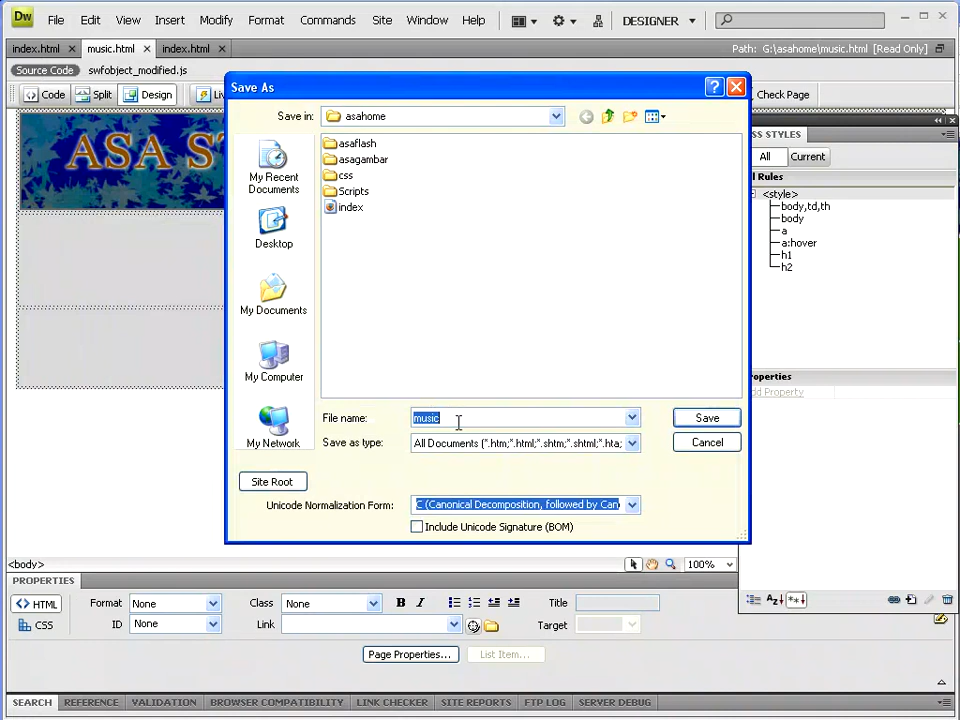 Dw File Edit View Insert Modify Format Commands Site Window Help DESIGNER
index.html music.html index.html Path: G:\asahome\music.html [Read Only]
Source Code swfobject_modified.js
Code Split Design Check Page
Save As
Save in: asahome
My Recent Documents
Desktop
My Documents
My Computer
My Network
asaflash
asagambar
css
Scripts
index
File name: music Save
Save as type: All Documents (*.htm;*.html;*.shtm;*.shtml;*.hta; Cancel
Site Root
Unicode Normalization Form: C (Canonical Decomposition, followed by Can
Include Unicode Signature (BOM)
ASA
All Current
Rules
<style>
body,td,th
body
a
a:hover
h1
h2
<body> 100%
PROPERTIES
HTML Format None Class None B I Title
CSS ID None Link Target
Page Properties... List Item...
SEARCH REFERENCE VALIDATION BROWSER COMPATIBILITY LINK CHECKER SITE REPORTS FTP LOG SERVER DEBUG